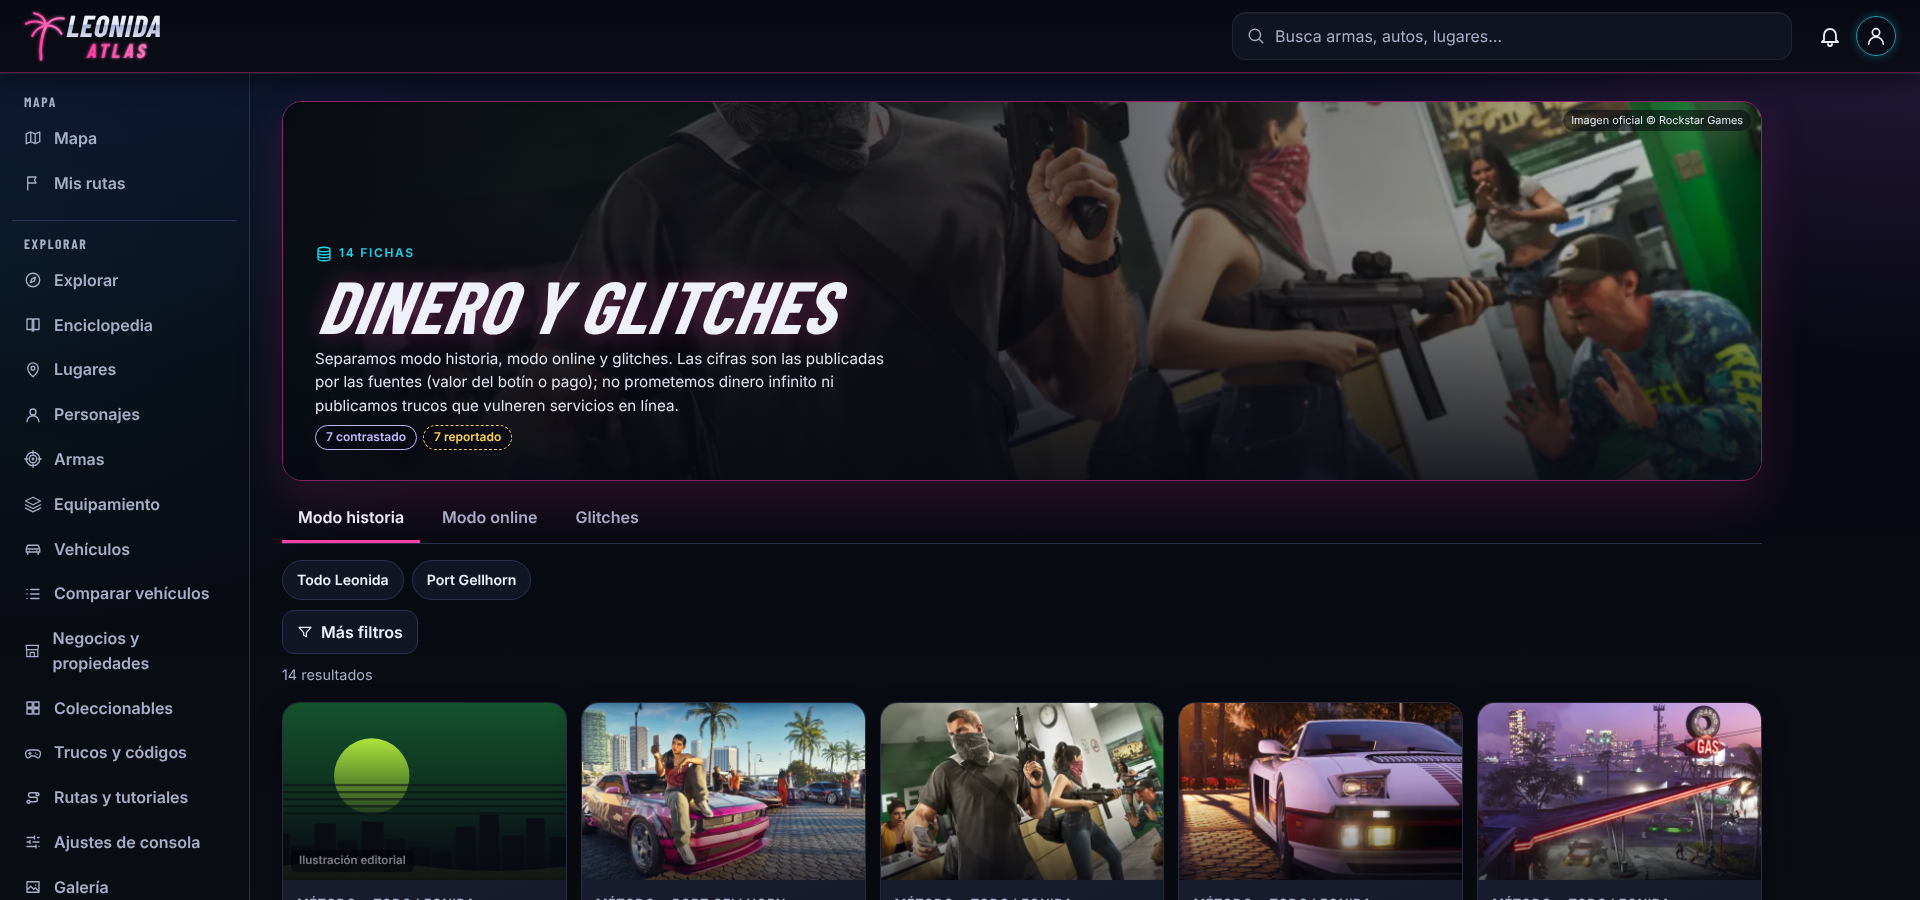 LEONIDA
ATLAS
Busca armas, autos, lugares...
MAPA
Mapa
Mis rutas
EXPLORAR
Explorar
Enciclopedia
Lugares
Personajes
Armas
Equipamiento
Vehículos
Comparar vehículos
Negocios y
propiedades
Coleccionables
Trucos y códigos
Rutas y tutoriales
Ajustes de consola
Galería
Imagen oficial © Rockstar Games
14 FICHAS
DINERO Y GLITCHES
Separamos modo historia, modo online y glitches. Las cifras son las publicadas
por las fuentes (valor del botín o pago); no prometemos dinero infinito ni
publicamos trucos que vulneren servicios en línea.
7 contrastado
7 reportado
Modo historia
Modo online
Glitches
Todo Leonida
Port Gellhorn
Más filtros
14 resultados
Ilustración editorial
GAS